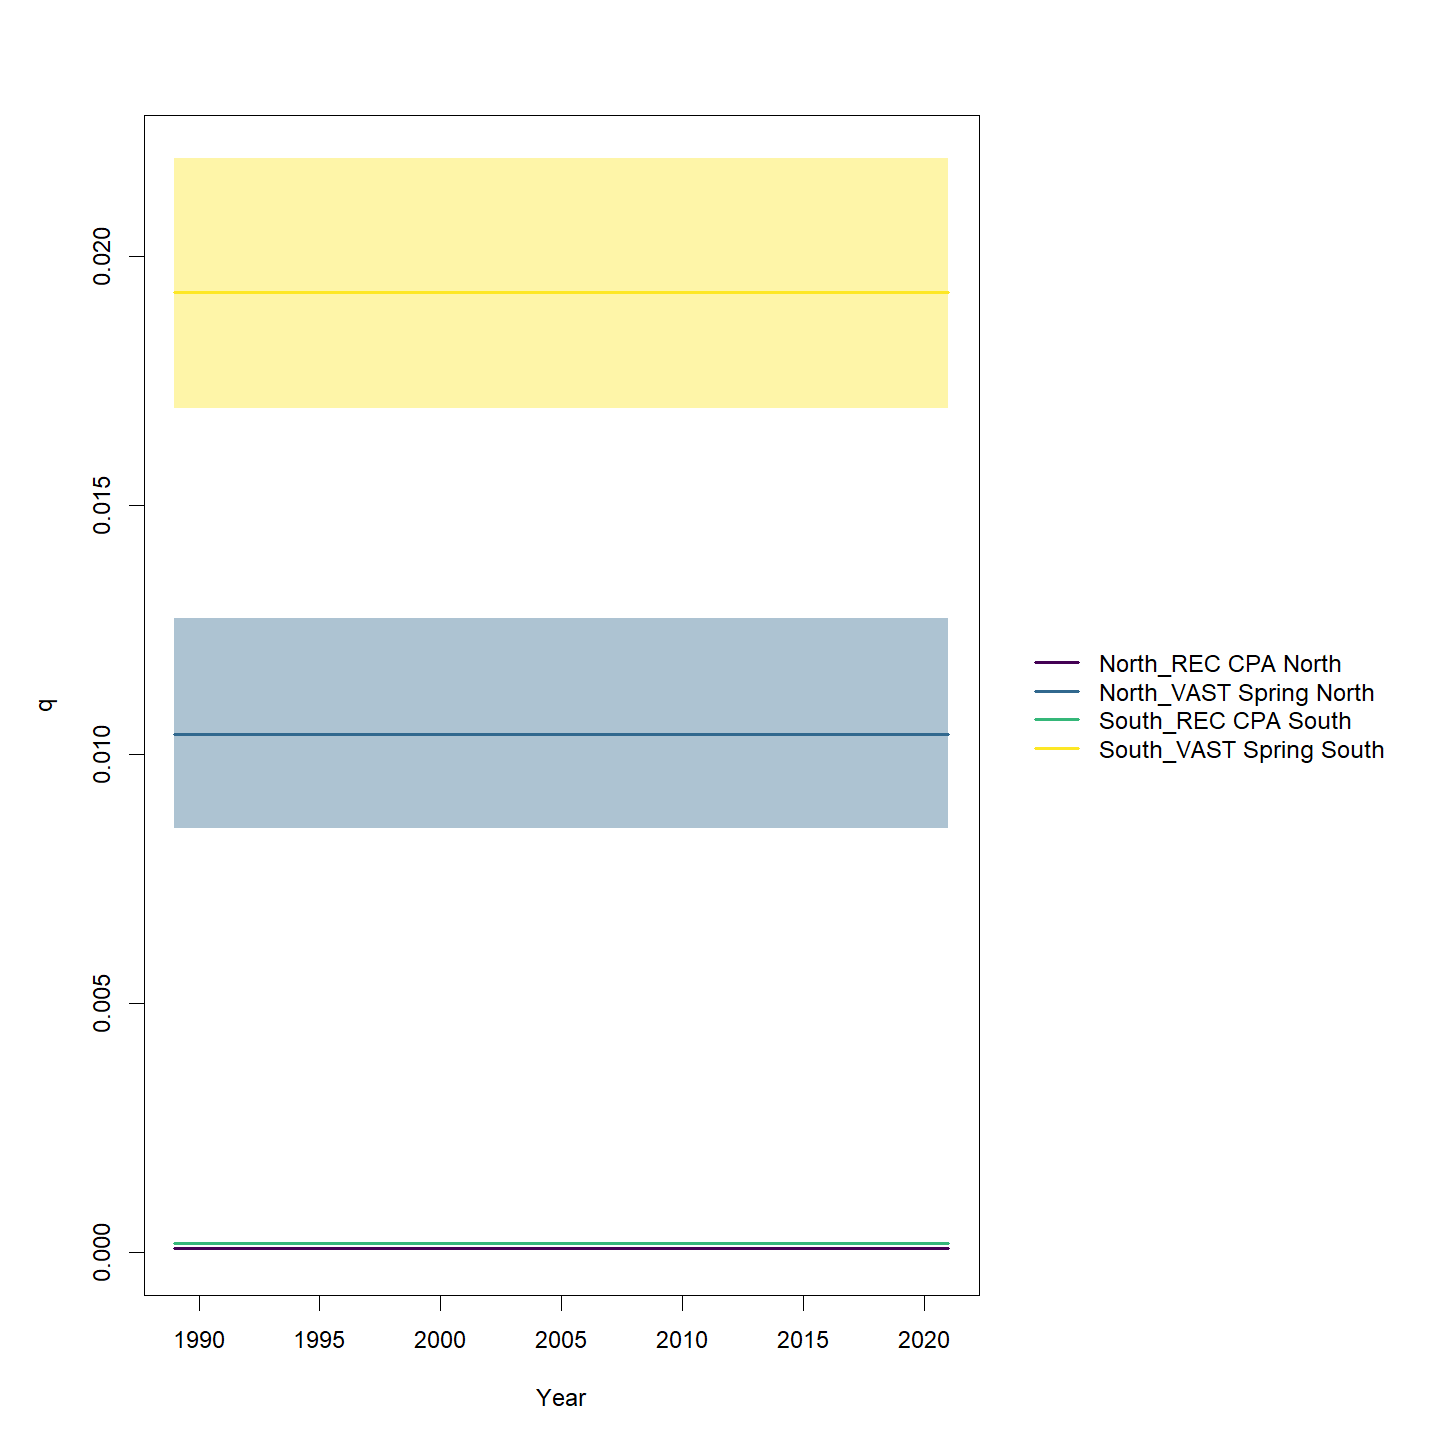 0.020
0.015
0.010
0.005
0.000
q
1990 1995 2000 2005 2010 2015 2020
Year
North_REC CPA North
North_VAST Spring North
South_REC CPA South
South_VAST Spring South